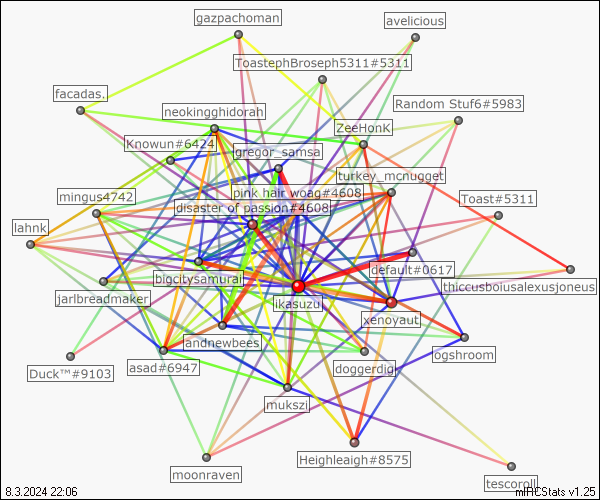 gazpachoman
avelicious
ToastephBroseph5311#5311
facadas.
Random Stuf6#5983
neokingghidorah
ZeeHonK
Knowun#6424
gregor_samsa
turkey_mcnugget
pink hair woag#4608
mingus4742
Toast#5311
disaster of passion#4608
lahnk
default#0617
bigcitysamurai
thiccusboiusalexusjoneus
jarlbreadmaker
ikasuzu
xenoyaut
andnewbees
ogshroom
Duck™#9103
asad#6947
doggerdig
mukszi
Heighleaigh#8575
moonraven
tescoroll
8.3.2024 22:06
mIRCStats v1.25